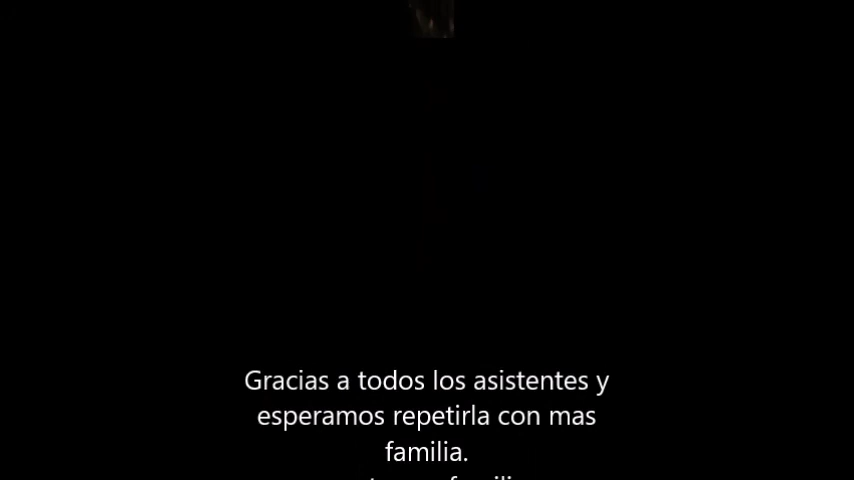 Gracias a todos los asistentes y
esperamos repetirla con mas
familia.